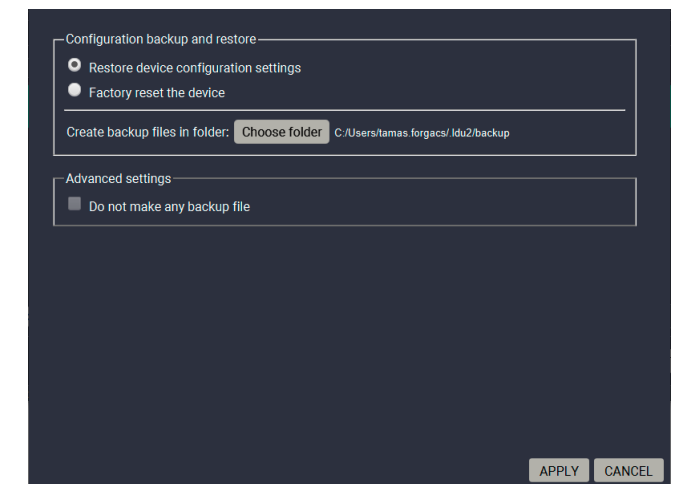 Configuration backup and restore
Restore device configuration settings
Factory reset the device
Create backup files in folder: Choose folder C:/Users/tamas.forgacs/.ldu2/backup
Advanced settings
Do not make any backup file
APPLY CANCEL